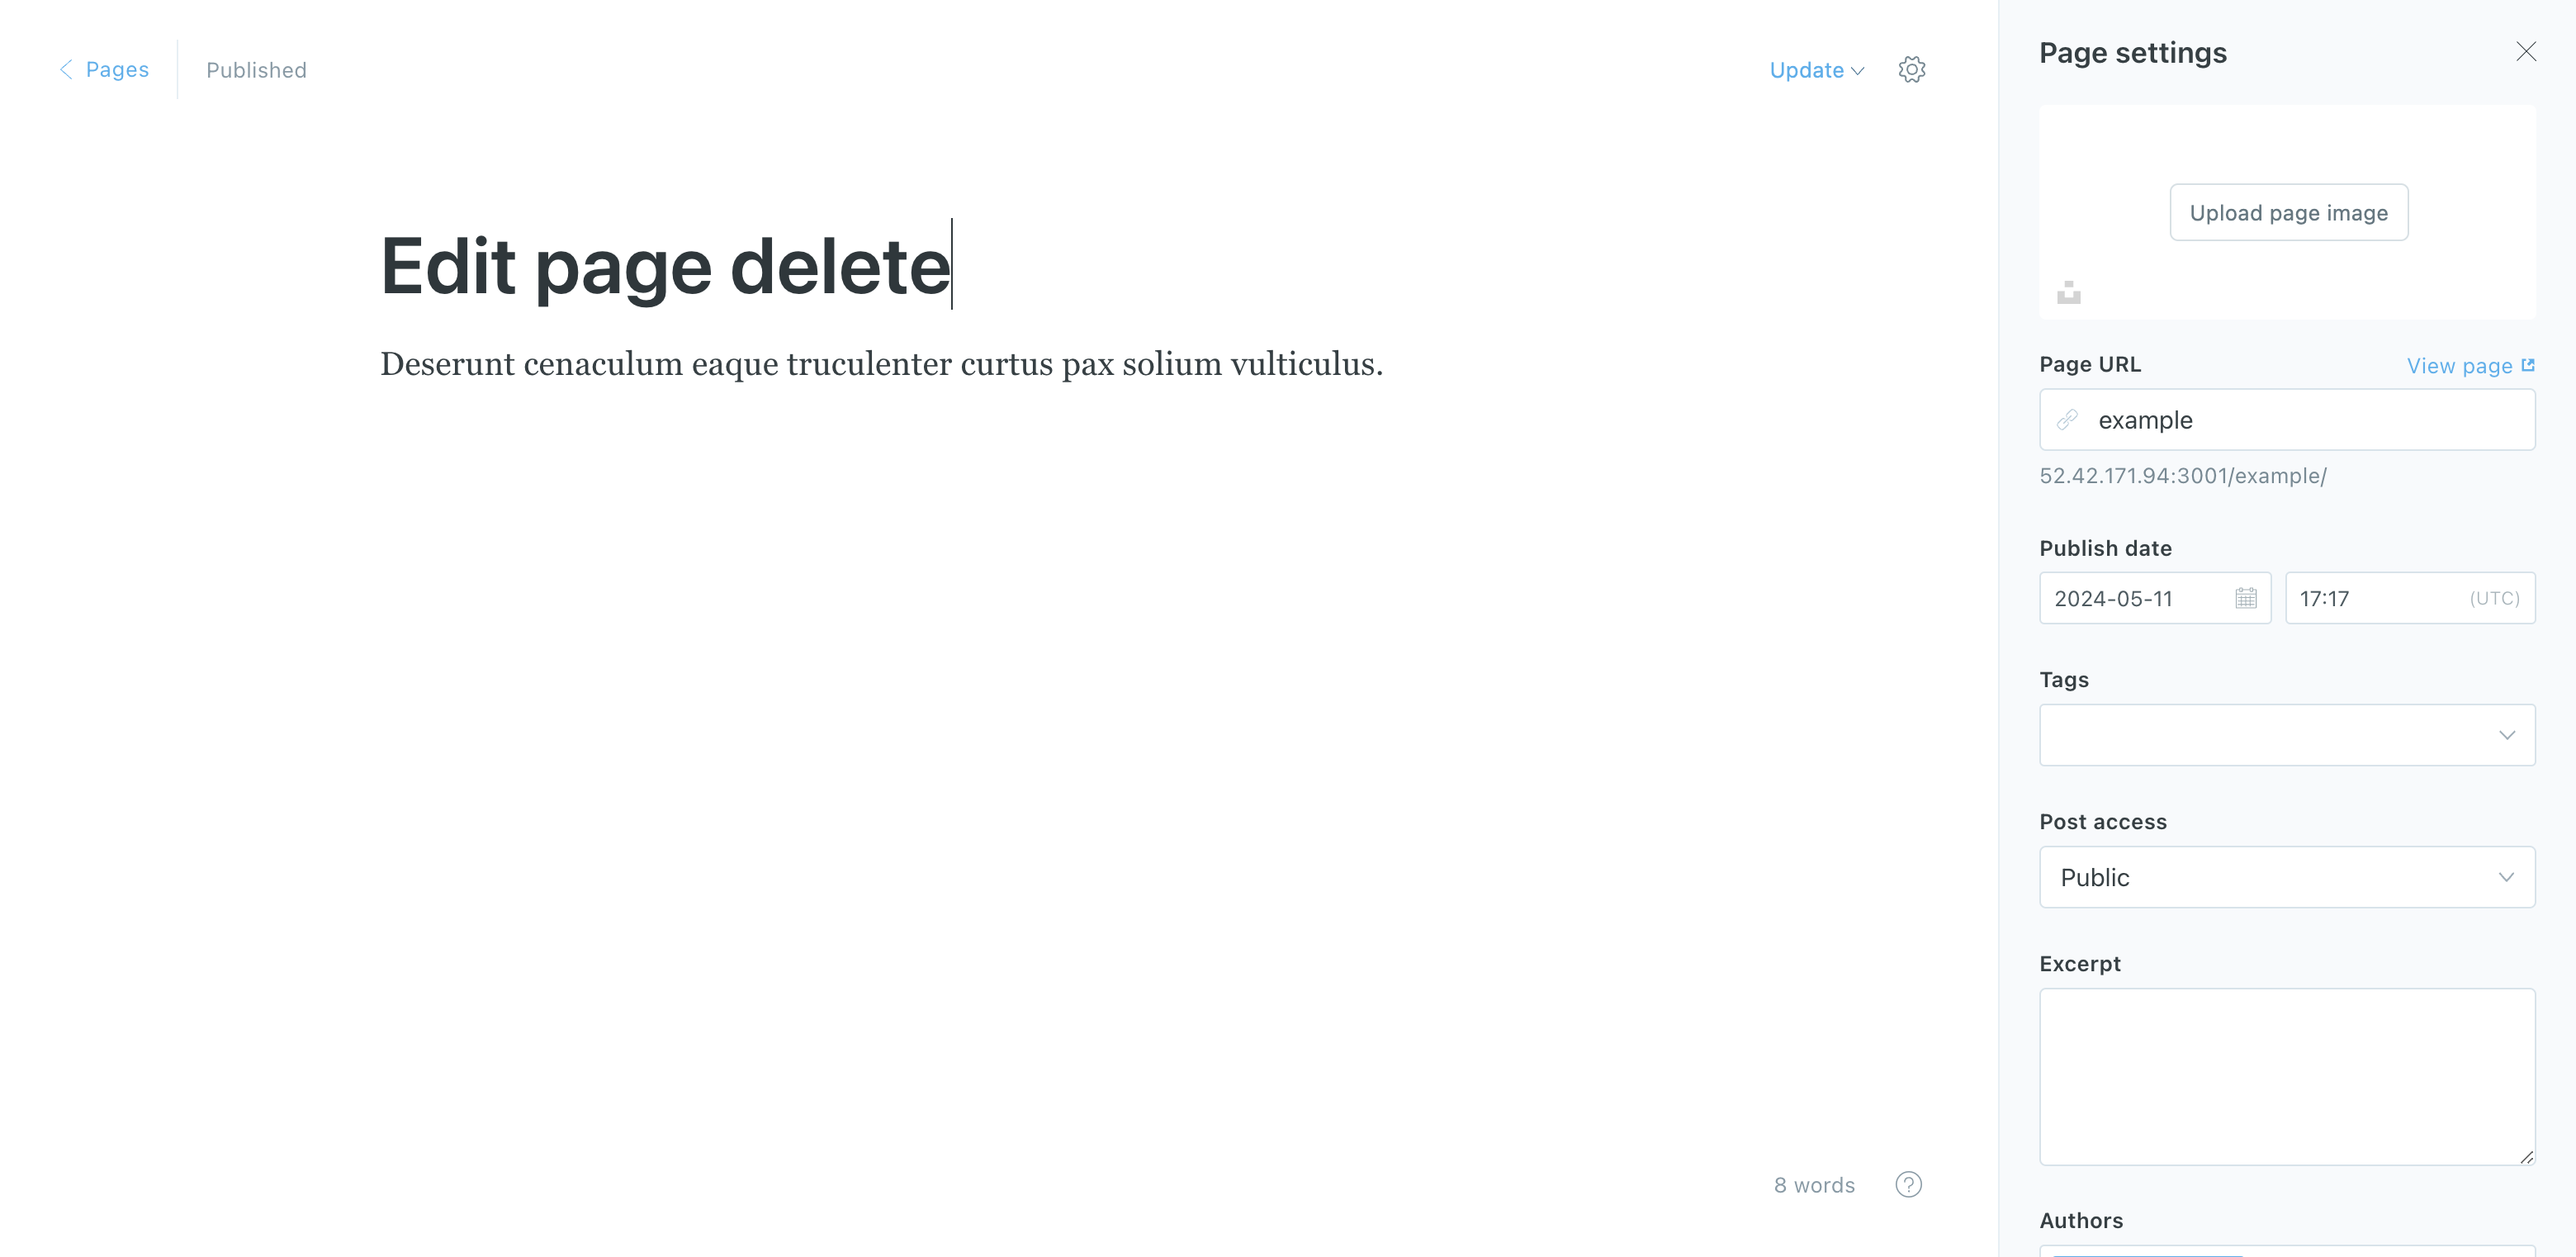 Pages
Published
Update
Edit page delete
Deserunt cenaculum eaque truculenter curtus pax solium vulticulus.
8 words
Page settings
Upload page image
Page URL
View page
example
52.42.171.94:3001/example/
Publish date
2024-05-11
17:17
(UTC)
Tags
Post access
Public
Excerpt
Authors